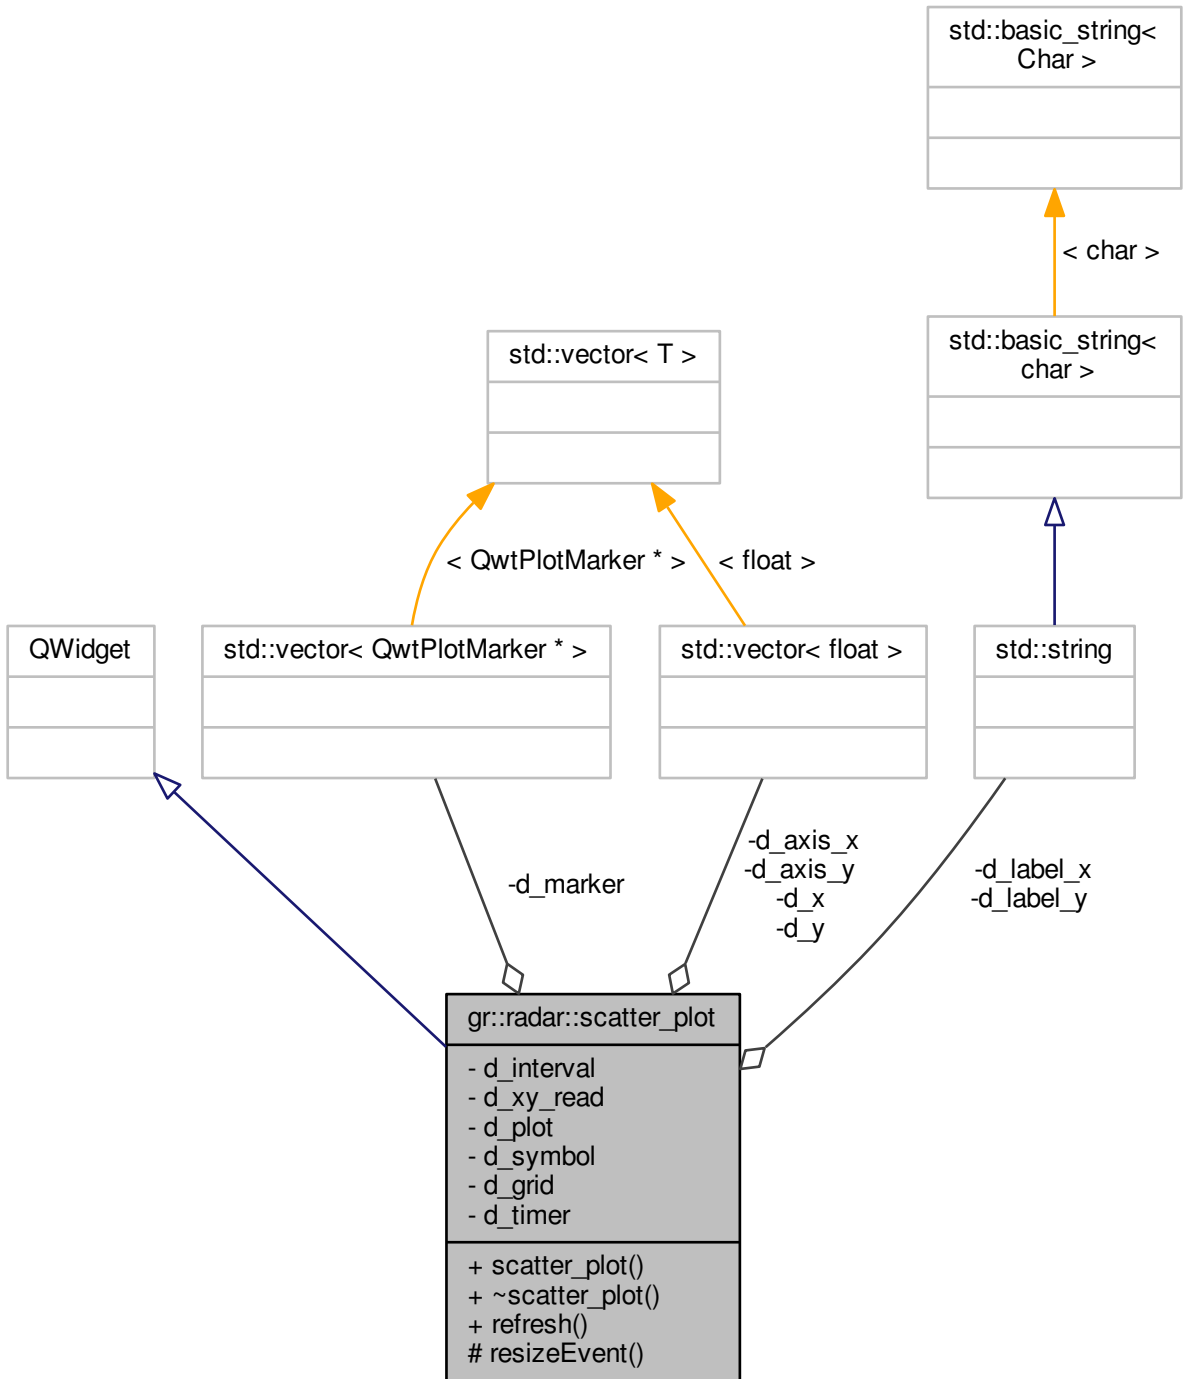 std::basic_string<
Char >
< char >
std::basic_string<
char >
std::vector< T >
< QwtPlotMarker * >
< float >
QWidget
std::vector< QwtPlotMarker * >
std::vector< float >
std::string
-d_marker
-d_axis_x
-d_axis_y
-d_x
-d_y
-d_label_x
-d_label_y
gr::radar::scatter_plot
- d_interval
- d_xy_read
- d_plot
- d_symbol
- d_grid
- d_timer
+ scatter_plot()
+ ~scatter_plot()
+ refresh()
# resizeEvent()